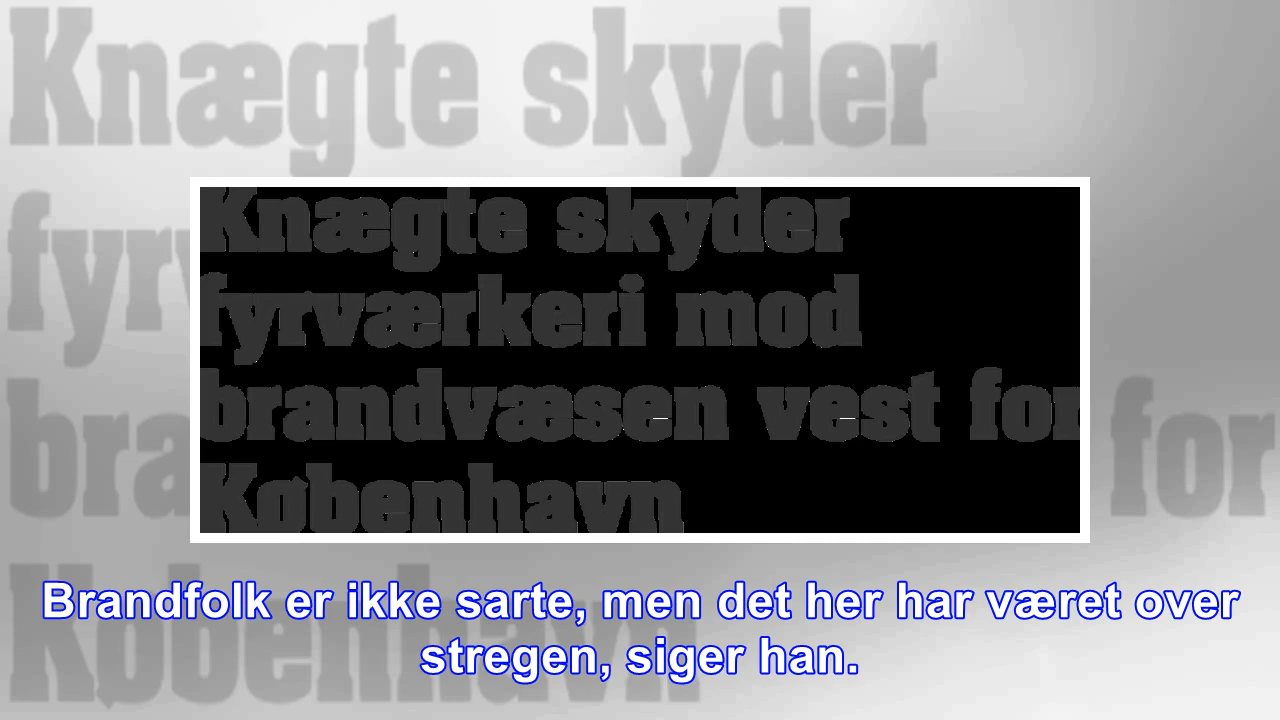 Knægte skyder
fyrværkeri mod
brandvæsen vest for
København
Brandfolk er ikke sarte, men det her har været over
stregen, siger han.